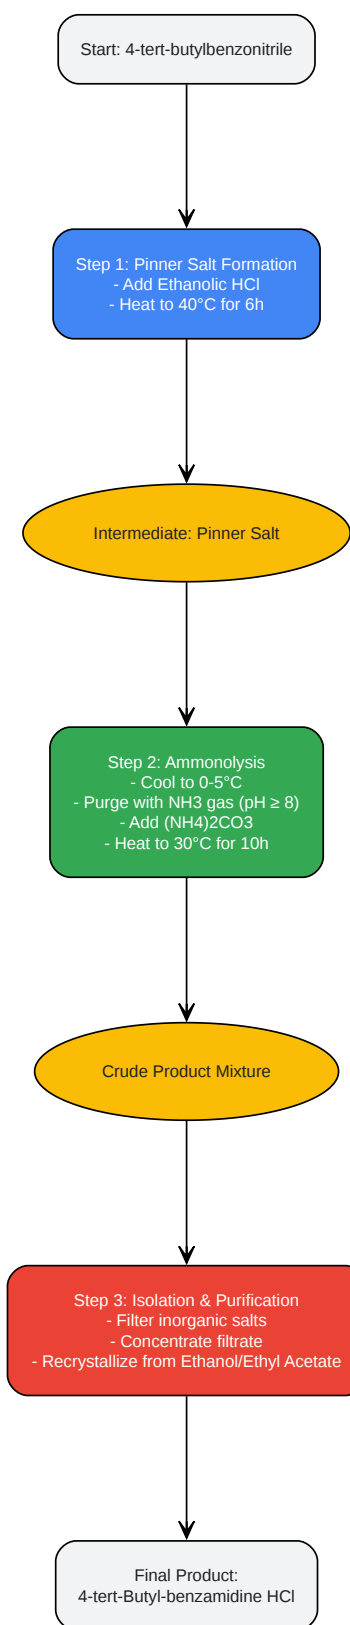 Start: 4-tert-butylbenzonitrile
Step 1: Pinner Salt Formation
- Add Ethanolic HCl
- Heat to 40°C for 6h
Intermediate: Pinner Salt
Step 2: Ammonolysis
- Cool to 0-5°C
- Purge with NH3 gas (pH ≥ 8)
- Add (NH4)2CO3
- Heat to 30°C for 10h
Crude Product Mixture
Step 3: Isolation & Purification
- Filter inorganic salts
- Concentrate filtrate
- Recrystallize from Ethanol/Ethyl Acetate
Final Product:
4-tert-Butyl-benzamidine HCl